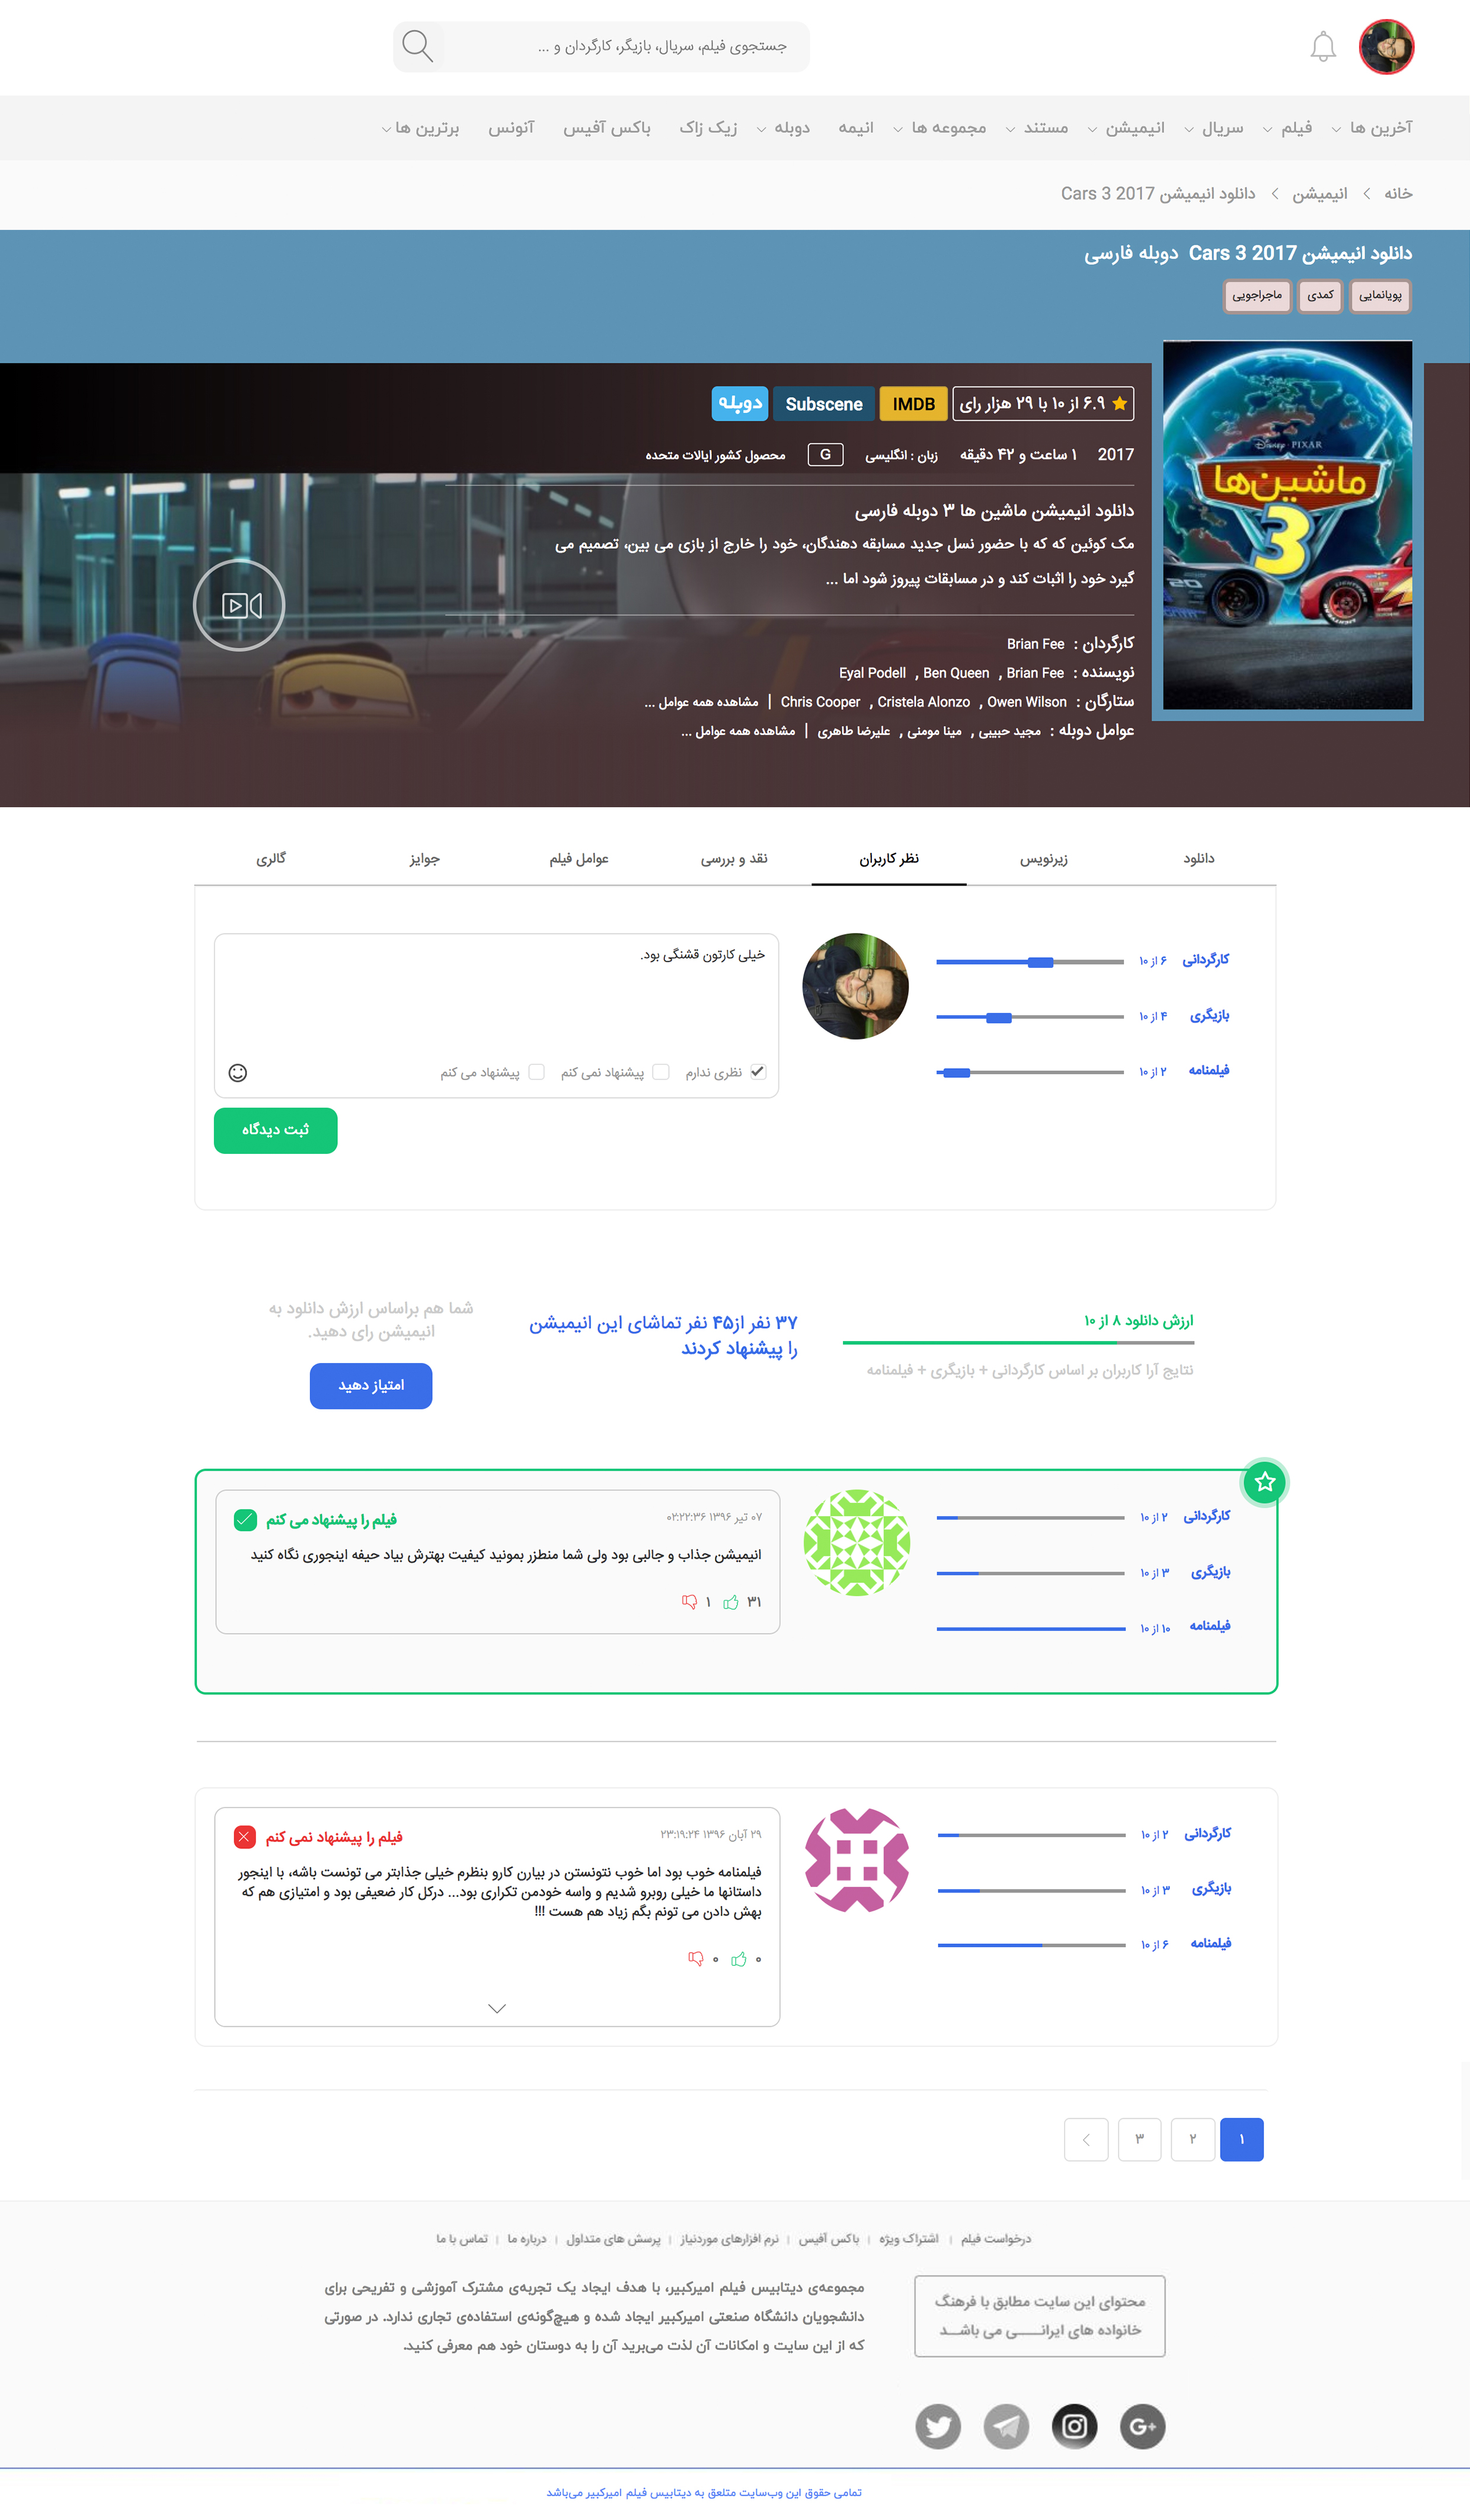 جستجوی فیلم، سریال، بازیگر، کارگردان و ...
آخرین ها فیلم سریال انیمیشن مستند مجموعه ها انیمه دوبله زیک زاک باکس آفیس آنونس برترین ها
خانه انیمیشن دانلود انیمیشن Cars 3 2017
دانلود انیمیشن Cars 3 2017 دوبله فارسی
پویانمایی کمدی ماجراجویی
۶.۹ از ۱۰ با ۲۹ هزار رای IMDB Subscene دوبله
2017 ۱ ساعت و ۴۲ دقیقه زبان : انگلیسی G محصول کشور ایالات متحده
دانلود انیمیشن ماشین ها ۳ دوبله فارسی
مک کوئین که که با حضور نسل جدید مسابقه دهندگان، خود را خارج از بازی می بین، تصمیم می
گیرد خود را اثبات کند و در مسابقات پیروز شود اما ...
کارگردان : Brian Fee
نویسنده : Brian Fee , Ben Queen , Eyal Podell
ستارگان : Owen Wilson , Cristela Alonzo , Chris Cooper | مشاهده همه عوامل ...
عوامل دوبله : مجید حبیبی , مینا مومنی , علیرضا طاهری | مشاهده همه عوامل ...
Disney · PIXAR
ماشین‌ها
3
20
دانلود زیرنویس نظر کاربران نقد و بررسی عوامل فیلم جوایز گالری
کارگردانی ۶ از ۱۰
بازیگری ۴ از ۱۰
فیلمنامه ۲ از ۱۰
خیلی کارتون قشنگی بود.
نظری ندارم پیشنهاد نمی کنم پیشنهاد می کنم
ثبت دیدگاه
ارزش دانلود ۸ از ۱۰
نتایج آرا کاربران بر اساس کارگردانی + بازیگری + فیلمنامه
۳۷ نفر از۴۵ نفر تماشای این انیمیشن
را پیشنهاد کردند
شما هم براساس ارزش دانلود به
انیمیشن رای دهید.
امتیاز دهید
کارگردانی ۲ از ۱۰
بازیگری ۳ از ۱۰
فیلمنامه ۱۰ از ۱۰
۰۷ تیر ۱۳۹۶ ۰۲:۲۲:۳۶ فیلم را پیشنهاد می کنم
انیمیشن جذاب و جالبی بود ولی شما منطزر بمونید کیفیت بهترش بیاد حیفه اینجوری نگاه کنید
۳۱ ۱
کارگردانی ۲ از ۱۰
بازیگری ۳ از ۱۰
فیلمنامه ۶ از ۱۰
۲۹ آبان ۱۳۹۶ ۲۳:۱۹:۲۴ فیلم را پیشنهاد نمی کنم
فیلمنامه خوب بود اما خوب نتونستن در بیارن کارو بنظرم خیلی جذابتر می تونست باشه، با اینجور
داستانها ما خیلی روبرو شدیم و واسه خودمن تکراری بود... درکل کار ضعیفی بود و امتیازی هم که
بهش دادن می تونم بگم زیاد هم هست !!!
۰ ۰
۱ ۲ ۳
درخواست فیلم | اشتراک ویژه | باکس آفیس | نرم افزارهای موردنیاز | پرسش های متداول | درباره ما | تماس با ما
محتوای این سایت مطابق با فرهنگ
خانواده های ایرانـــــی می باشــد
مجموعه‌ی دیتابیس فیلم امیرکبیر، با هدف ایجاد یک تجربه‌ی مشترک آموزشی و تفریحی برای
دانشجویان دانشگاه صنعتی امیرکبیر ایجاد شده و هیچ‌گونه‌ی استفاده‌ی تجاری ندارد. در صورتی
که از این سایت و امکانات آن لذت می‌برید آن را به دوستان خود هم معرفی کنید.
G+
تمامی حقوق این وب‌سایت متلعق به دیتابیس فیلم امیرکبیر می‌باشد